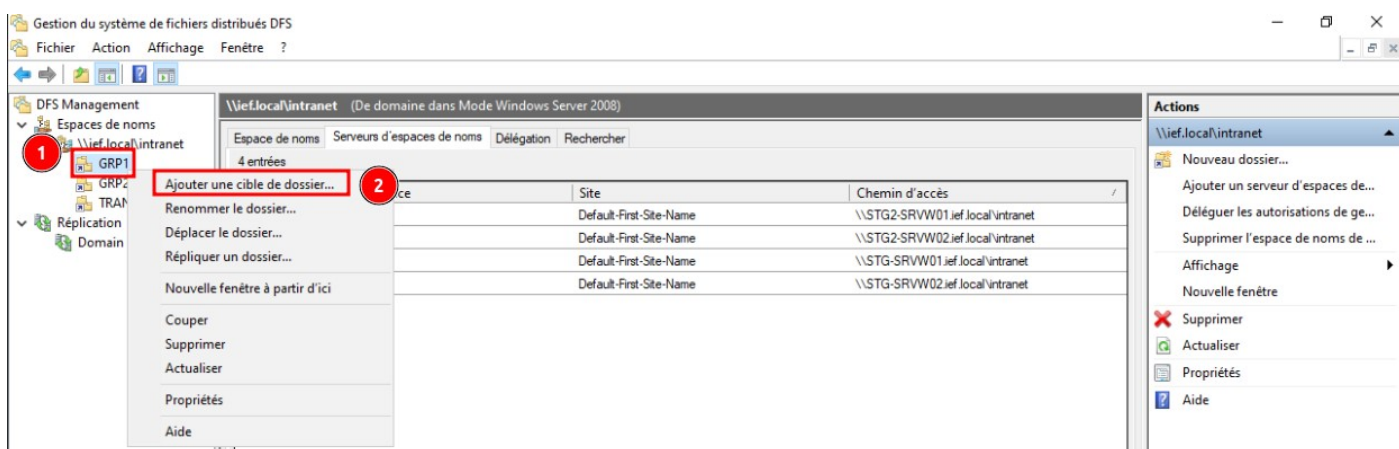 Gestion du système de fichiers distribués DFS
Fichier Action Affichage Fenêtre ?
DFS Management
Espaces de noms
\\ief.local\intranet
GRP1
GRP2
TRAN
Réplication
Domain
1
Ajouter une cible de dossier...
2
Renommer le dossier...
Déplacer le dossier...
Répliquer un dossier...
Nouvelle fenêtre à partir d'ici
Couper
Supprimer
Actualiser
Propriétés
Aide
\\ief.local\intranet (De domaine dans Mode Windows Server 2008)
Espace de noms Serveurs d'espaces de noms Délégation Rechercher
4 entrées
ce Site Chemin d'accès
Default-First-Site-Name \\STG2-SRVW01.ief.local\intranet
Default-First-Site-Name \\STG2-SRVW02.ief.local\intranet
Default-First-Site-Name \\STG-SRVW01.ief.local\intranet
Default-First-Site-Name \\STG-SRVW02.ief.local\intranet
Actions
\\ief.local\intranet
Nouveau dossier...
Ajouter un serveur d'espaces de...
Déléguer les autorisations de ge...
Supprimer l'espace de noms de ...
Affichage
Nouvelle fenêtre
Supprimer
Actualiser
Propriétés
Aide